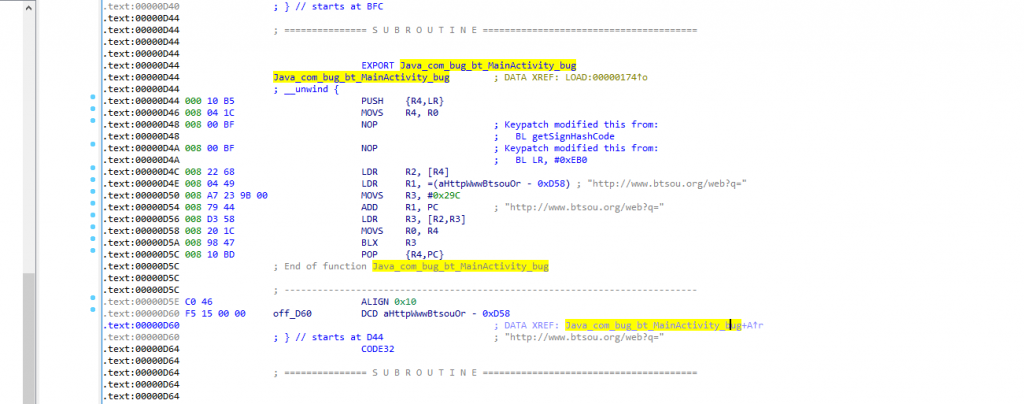 .text:00000D40 ; } // starts at BFC
.text:00000D44
.text:00000D44 ; =============== S U B R O U T I N E =======================================
.text:00000D44
.text:00000D44
.text:00000D44 EXPORT Java_com_bug_bt_MainActivity_bug
.text:00000D44 Java_com_bug_bt_MainActivity_bug ; DATA XREF: LOAD:00000174↑o
.text:00000D44 ; __unwind {
.text:00000D44 000 10 B5 PUSH {R4,LR}
.text:00000D46 008 04 1C MOVS R4, R0
.text:00000D48 008 00 BF NOP ; Keypatch modified this from:
.text:00000D48 ; BL getSignHashCode
.text:00000D4A 008 00 BF NOP ; Keypatch modified this from:
.text:00000D4A ; BL LR, #0xEB0
.text:00000D4C 008 22 68 LDR R2, [R4]
.text:00000D4E 008 04 49 LDR R1, =(aHttpWwwBtsouOr - 0xD58) ; "http://www.btsou.org/web?q="
.text:00000D50 008 A7 23 9B 00 MOVS R3, #0x29C
.text:00000D54 008 79 44 ADD R1, PC ; "http://www.btsou.org/web?q="
.text:00000D56 008 D3 58 LDR R3, [R2,R3]
.text:00000D58 008 20 1C MOVS R0, R4
.text:00000D5A 008 98 47 BLX R3
.text:00000D5C 008 10 BD POP {R4,PC}
.text:00000D5C ; End of function Java_com_bug_bt_MainActivity_bug
.text:00000D5C
.text:00000D5C ; ---------------------------------------------------------------------------
.text:00000D5E C0 46 ALIGN 0x10
.text:00000D60 F5 15 00 00 off_D60 DCD aHttpWwwBtsouOr - 0xD58
.text:00000D60 ; DATA XREF: Java_com_bug_bt_MainActivity_bug+A↑r
.text:00000D60 ; } // starts at D44 ; "http://www.btsou.org/web?q="
.text:00000D64 CODE32
.text:00000D64
.text:00000D64 ; =============== S U B R O U T I N E =======================================
.text:00000D64
.text:00000D64